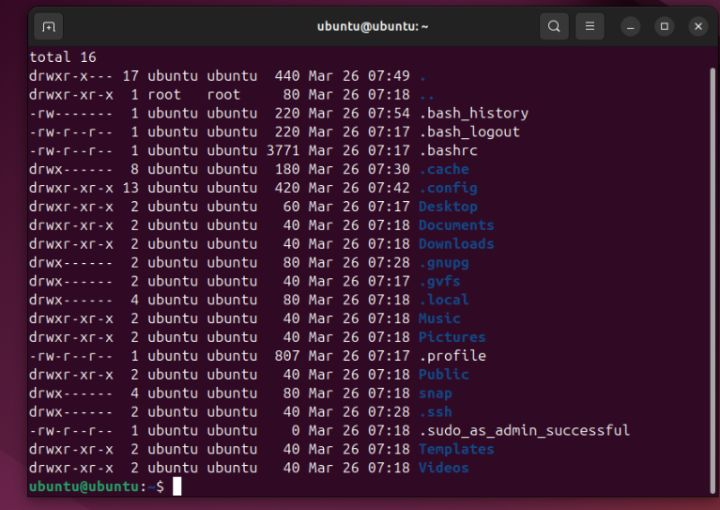 ubuntu@ubuntu: ~
total 16
drwxr-x--- 17 ubuntu ubuntu  440 Mar 26 07:49 .
drwxr-xr-x  1 root   root     80 Mar 26 07:18 ..
-rw-------  1 ubuntu ubuntu  220 Mar 26 07:54 .bash_history
-rw-r--r--  1 ubuntu ubuntu  220 Mar 26 07:17 .bash_logout
-rw-r--r--  1 ubuntu ubuntu 3771 Mar 26 07:17 .bashrc
drwx------  8 ubuntu ubuntu  180 Mar 26 07:30 .cache
drwxr-xr-x 13 ubuntu ubuntu  420 Mar 26 07:42 .config
drwxr-xr-x  2 ubuntu ubuntu   60 Mar 26 07:17 Desktop
drwxr-xr-x  2 ubuntu ubuntu   40 Mar 26 07:18 Documents
drwxr-xr-x  2 ubuntu ubuntu   40 Mar 26 07:18 Downloads
drwx------  2 ubuntu ubuntu   80 Mar 26 07:28 .gnupg
drwx------  2 ubuntu ubuntu   40 Mar 26 07:17 .gvfs
drwx------  4 ubuntu ubuntu   80 Mar 26 07:18 .local
drwxr-xr-x  2 ubuntu ubuntu   40 Mar 26 07:18 Music
drwxr-xr-x  2 ubuntu ubuntu   40 Mar 26 07:18 Pictures
-rw-r--r--  1 ubuntu ubuntu  807 Mar 26 07:17 .profile
drwxr-xr-x  2 ubuntu ubuntu   40 Mar 26 07:18 Public
drwx------  4 ubuntu ubuntu   80 Mar 26 07:18 snap
drwx------  2 ubuntu ubuntu   40 Mar 26 07:28 .ssh
-rw-r--r--  1 ubuntu ubuntu    0 Mar 26 07:18 .sudo_as_admin_successful
drwxr-xr-x  2 ubuntu ubuntu   40 Mar 26 07:18 Templates
drwxr-xr-x  2 ubuntu ubuntu   40 Mar 26 07:18 Videos
ubuntu@ubuntu:~$